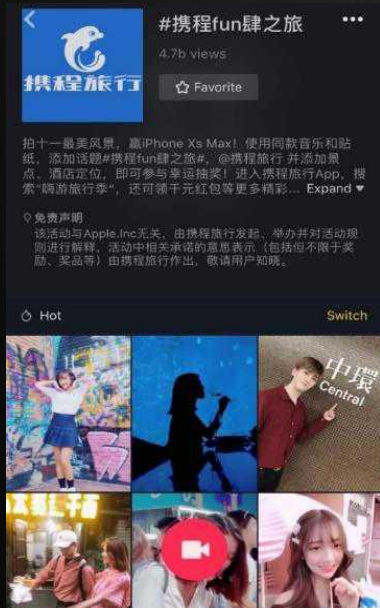 #携程fun肆之旅
4.7b views
携程旅行
Favorite
拍十一最美风景，赢iPhone Xs Max！使用同款音乐和贴
纸，添加话题#携程fun肆之旅#，@携程旅行 并添加景
点、酒店定位，即可参与幸运抽奖！进入携程旅行App，搜
索“嗨游旅行季”，还可领千元红包等更多精彩... Expand
免责声明
该活动与Apple.Inc无关，由携程旅行发起、举办并对活动规
则进行解释，活动中相关承诺的意思表示（包括但不限于奖
励、奖品等）由携程旅行作出，敬请用户知晓。
Hot
Switch
中環
Central